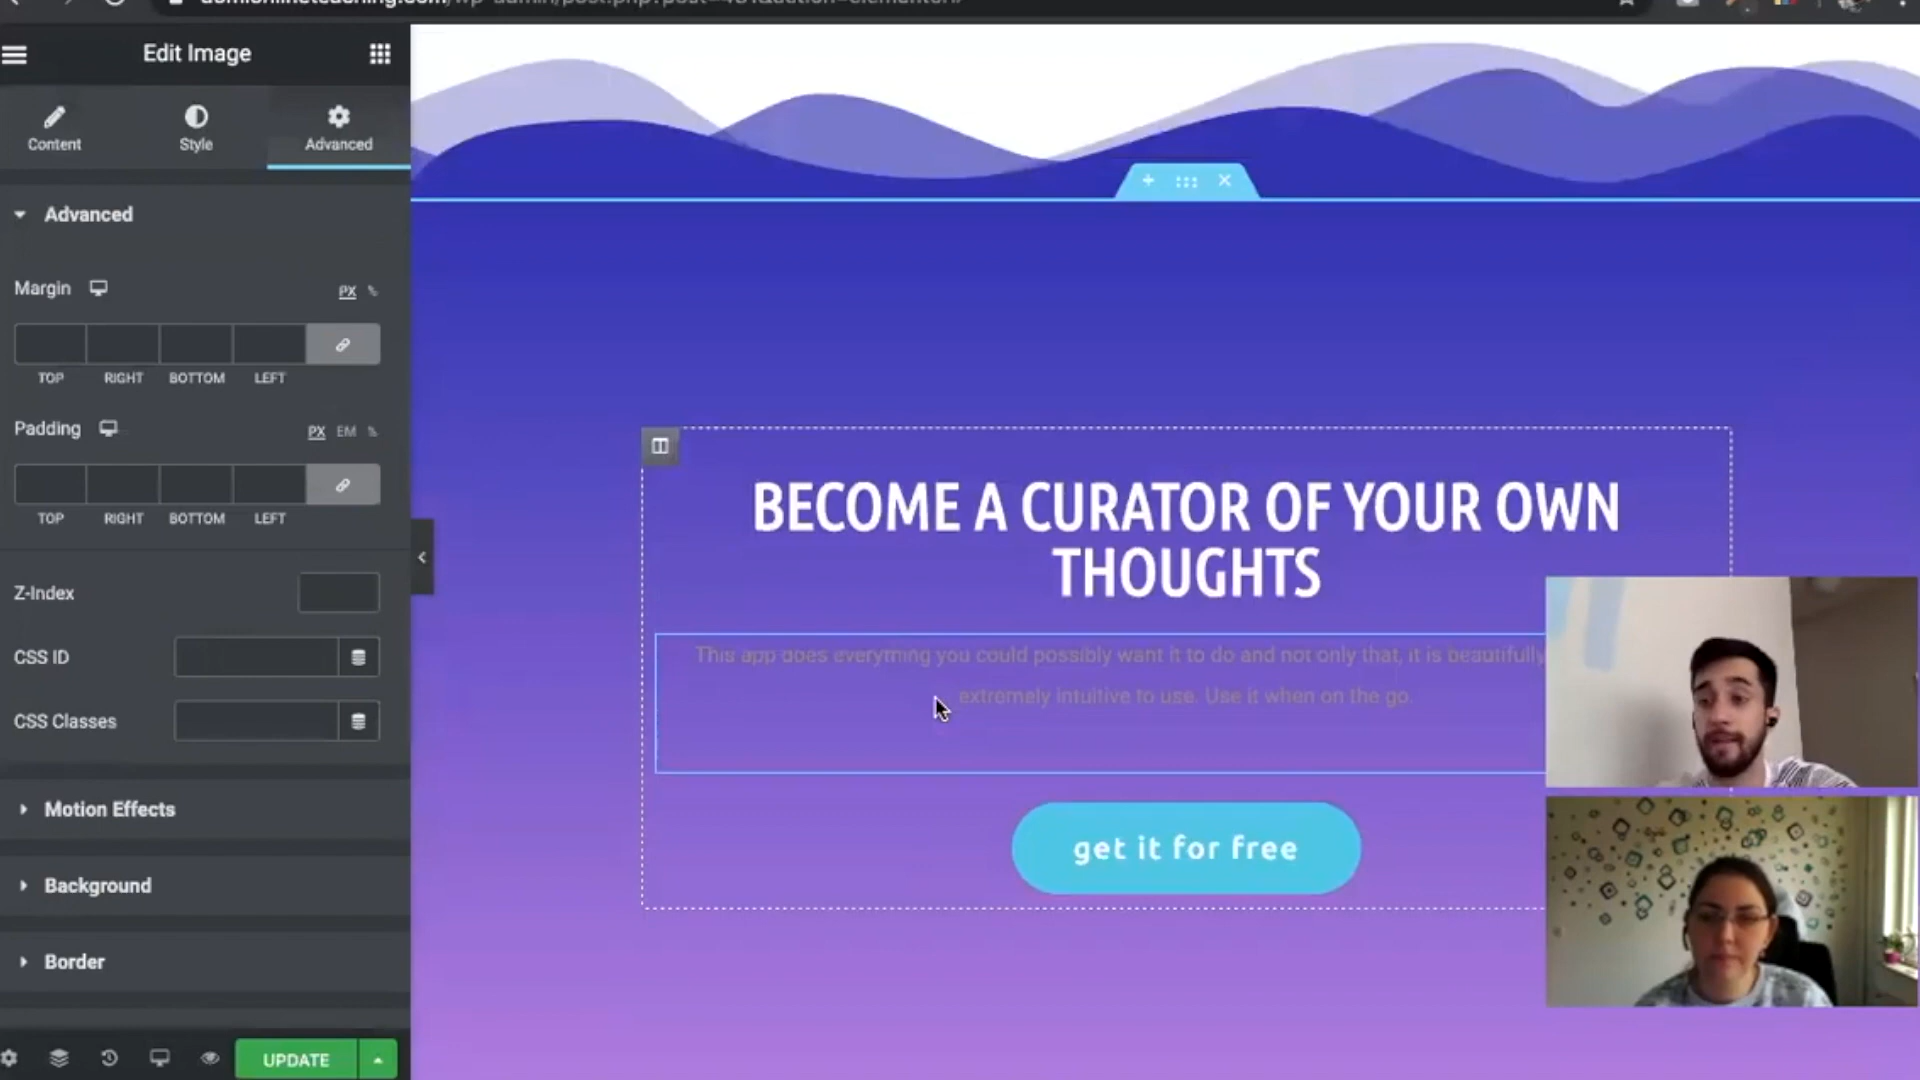 Edit Image
Content
Style
Advanced
Advanced
Margin
PX %
TOP RIGHT BOTTOM LEFT
Padding
PX EM %
TOP RIGHT BOTTOM LEFT
Z-Index
CSS ID
CSS Classes
Motion Effects
Background
Border
UPDATE
BECOME A CURATOR OF YOUR OWN
THOUGHTS
This app does everything you could possibly want it to do and not only that, it is beautifully
extremely intuitive to use. Use it when on the go.
get it for free